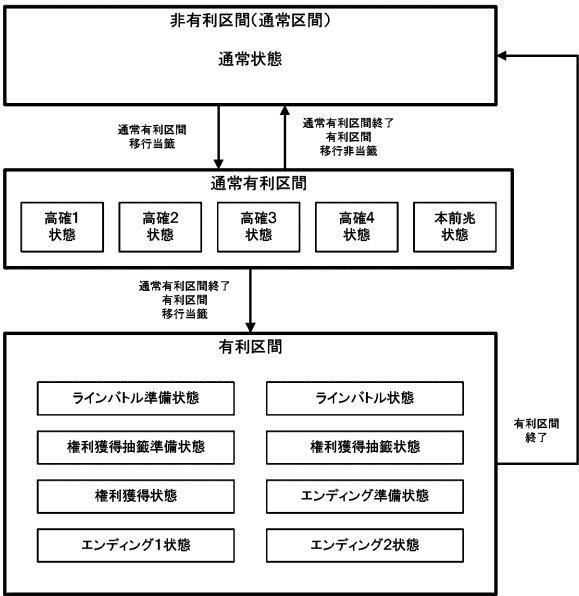 非有利区間(通常区間)
通常状態
通常有利区間
移行当籤
通常有利区間終了
有利区間
移行非当籤
通常有利区間
高確1
状態
高確2
状態
高確3
状態
高確4
状態
本前兆
状態
通常有利区間終了
有利区間
移行当籤
有利区間
ラインバトル準備状態
ラインバトル状態
権利獲得抽籤準備状態
権利獲得抽籤状態
権利獲得状態
エンディング準備状態
エンディング1状態
エンディング2状態
有利区間
終了